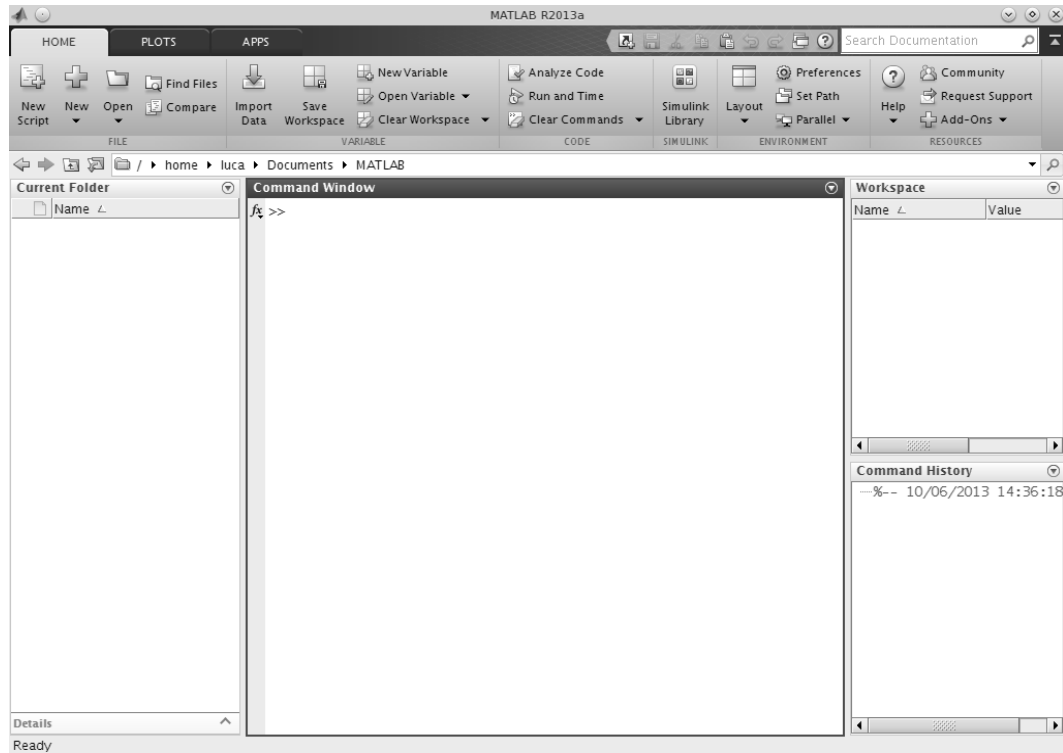 MATLAB R2013a
HOME PLOTS APPS
Search Documentation
New Script
New
Open
Find Files
Compare
FILE
Import Data
Save Workspace
New Variable
Open Variable
Clear Workspace
VARIABLE
Analyze Code
Run and Time
Clear Commands
CODE
Simulink Library
SIMULINK
Layout
Preferences
Set Path
Parallel
ENVIRONMENT
Help
Community
Request Support
Add-Ons
RESOURCES
/ home luca Documents MATLAB
Current Folder
Name
Command Window
fx >>
Workspace
Name Value
Command History
%-- 10/06/2013 14:36:18
Details
Ready